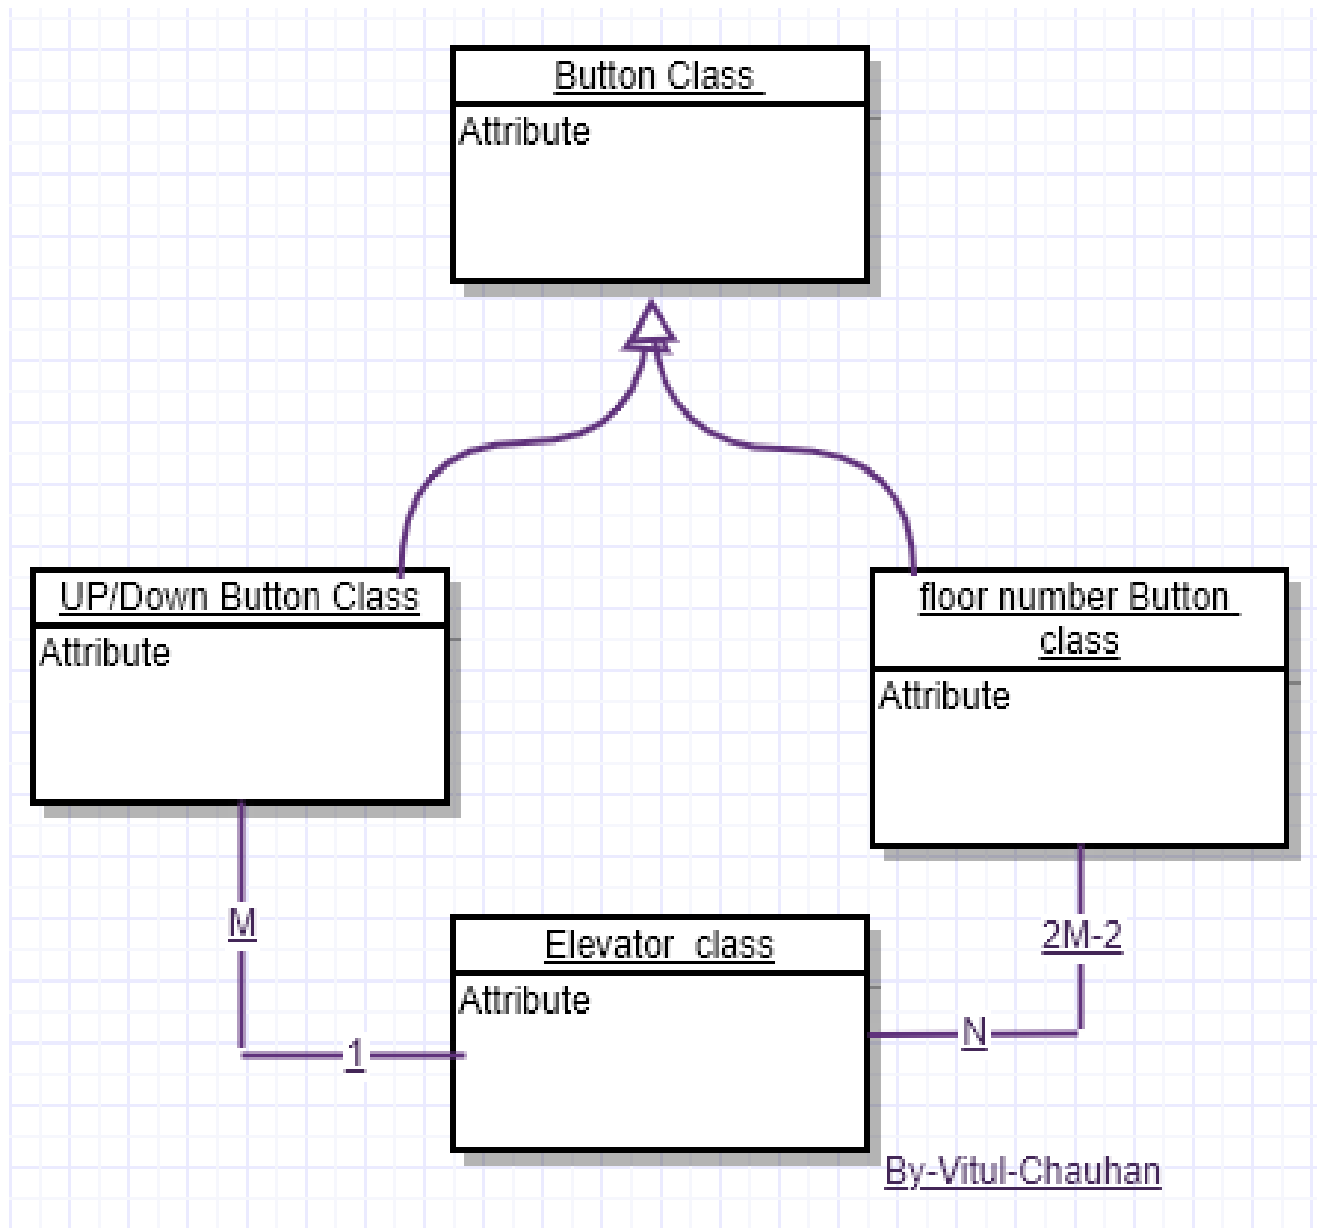 Button Class
Attribute
UP/Down Button Class
Attribute
floor number Button
class
Attribute
M
2M-2
Elevator class
Attribute
N
1
By-Vitul-Chauhan